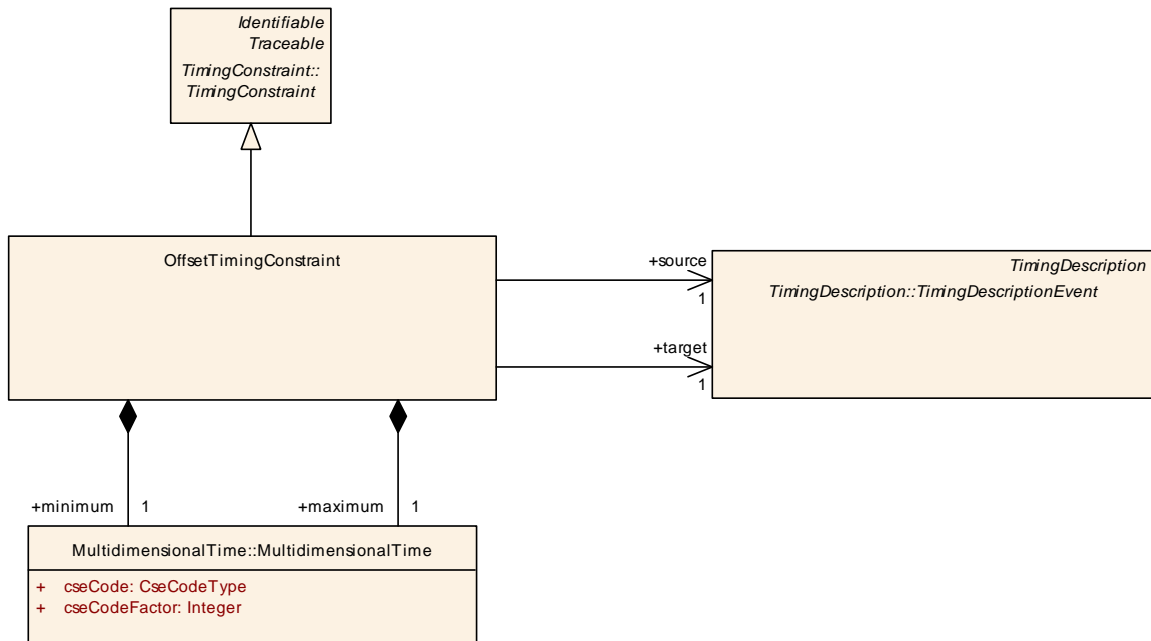 Identifiable
Traceable
TimingConstraint::
TimingConstraint
OffsetTimingConstraint
+source
1
TimingDescription
TimingDescription::TimingDescriptionEvent
+target
1
+minimum 1
+maximum 1
MultidimensionalTime::MultidimensionalTime
+ cseCode: CseCodeType
+ cseCodeFactor: Integer